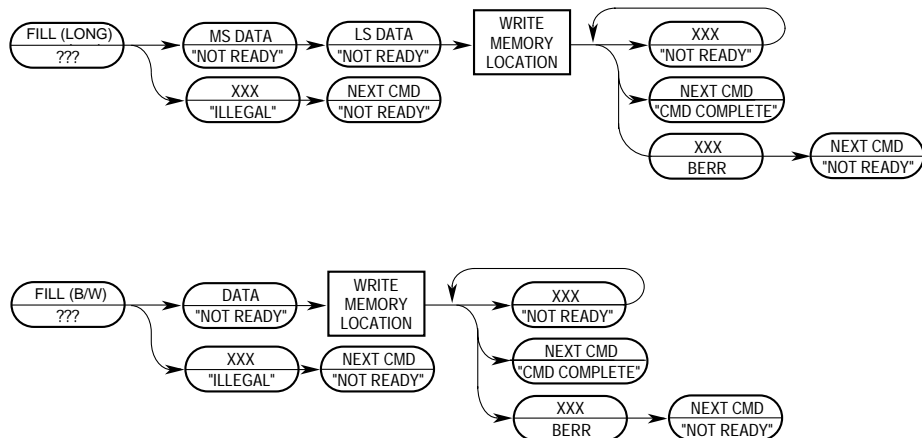 FILL (LONG)
???
MS DATA
"NOT READY"
LS DATA
"NOT READY"
WRITE
MEMORY
LOCATION
XXX
"NOT READY"
XXX
"ILLEGAL"
NEXT CMD
"NOT READY"
NEXT CMD
"CMD COMPLETE"
XXX
BERR
NEXT CMD
"NOT READY"
FILL (B/W)
???
DATA
"NOT READY"
WRITE
MEMORY
LOCATION
XXX
"NOT READY"
XXX
"ILLEGAL"
NEXT CMD
"NOT READY"
NEXT CMD
"CMD COMPLETE"
XXX
BERR
NEXT CMD
"NOT READY"